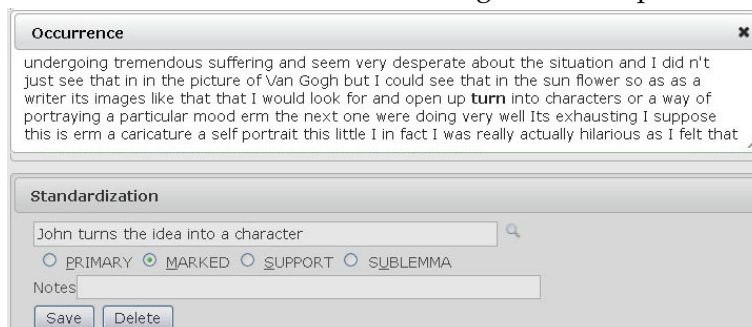 Occurrence
undergoing tremendous suffering and seem very desperate about the situation and I did n't
just see that in in the picture of Van Gogh but I could see that in the sun flower so as as a
writer its images like that that I would look for and open up turn into characters or a way of
portraying a particular mood erm the next one were doing very well Its exhausting I suppose
this is erm a caricature a self portrait this little I in fact I was really actually hilarious as I felt that
Standardization
John turns the idea into a character
PRIMARY MARKED SUPPORT SUBLEMMA
Notes
Save Delete